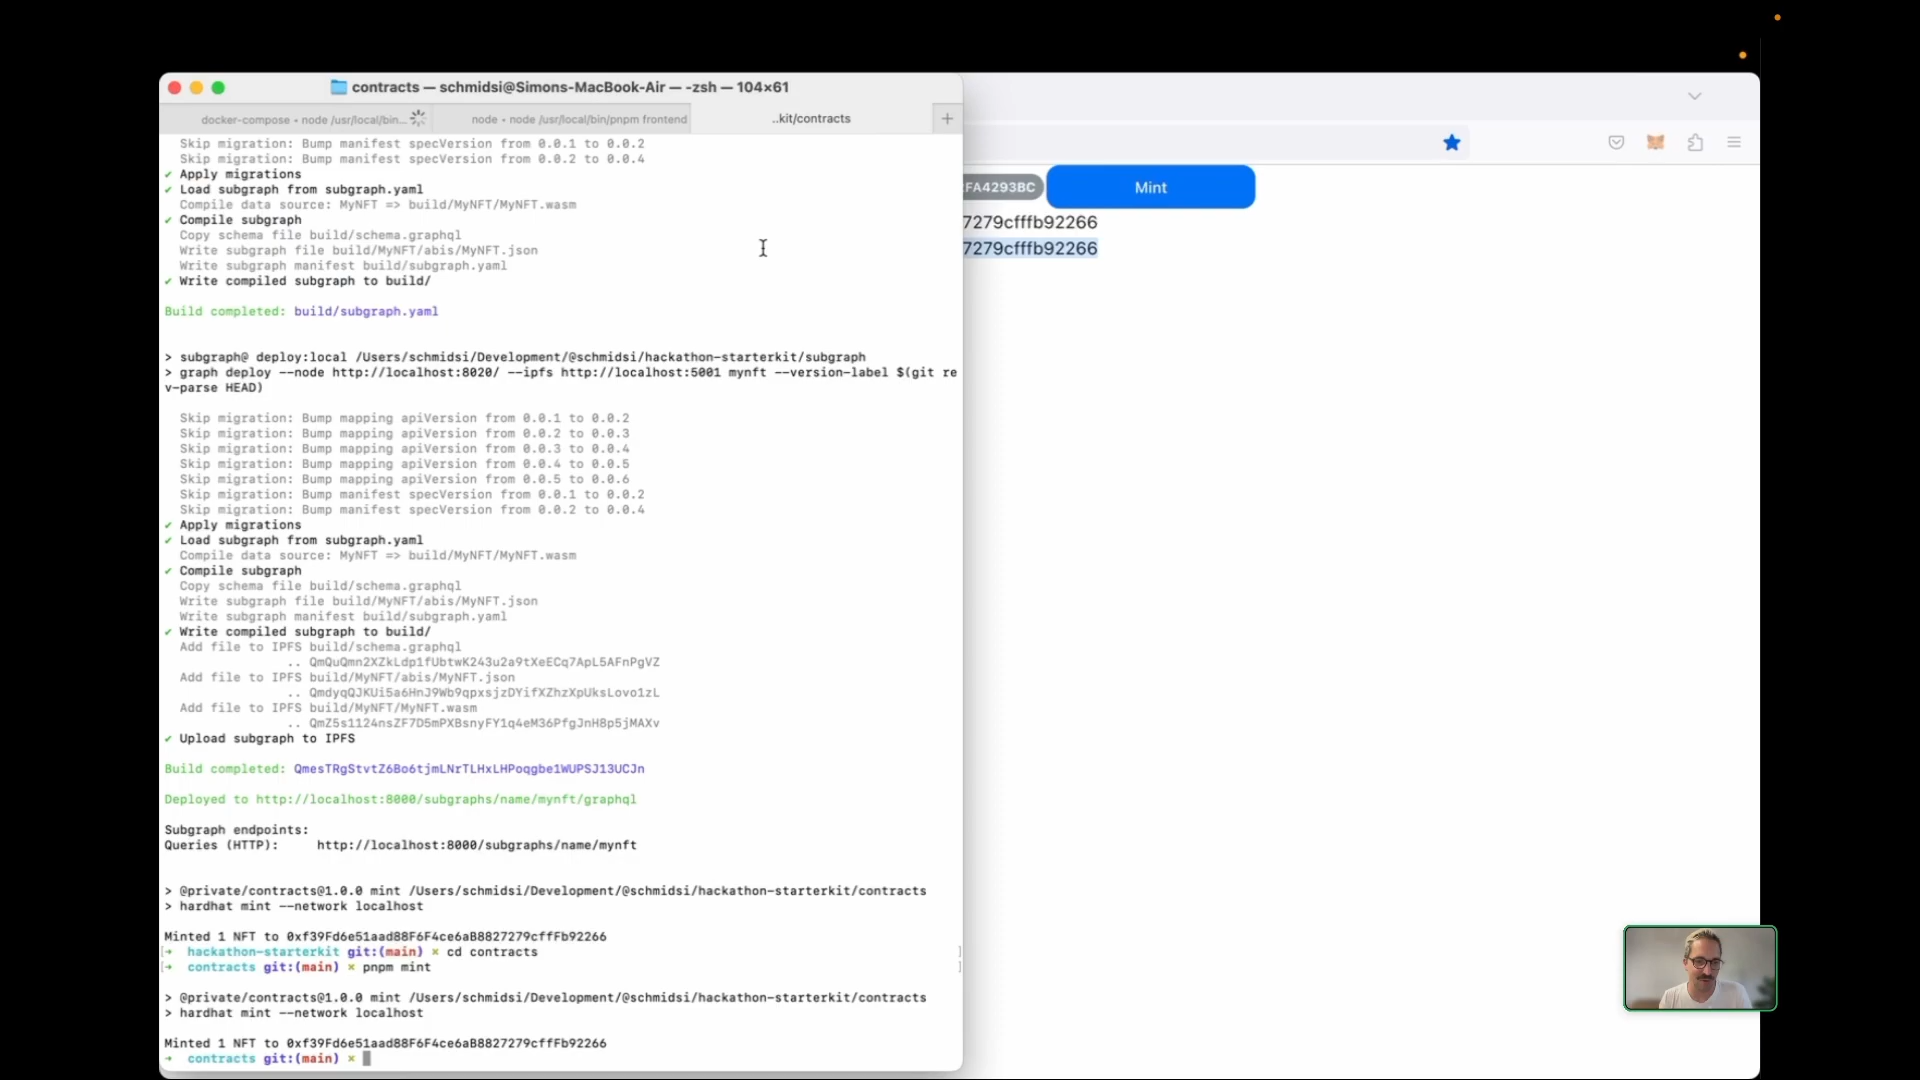 contracts — schmidsi@Simons-MacBook-Air — -zsh — 104×61
docker-compose • node /usr/local/bin...
node • node /usr/local/bin/pnpm frontend
..kit/contracts
+
Skip migration: Bump manifest specVersion from 0.0.1 to 0.0.2
Skip migration: Bump manifest specVersion from 0.0.2 to 0.0.4
✔ Apply migrations
✔ Load subgraph from subgraph.yaml
Compile data source: MyNFT => build/MyNFT/MyNFT.wasm
✔ Compile subgraph
Copy schema file build/schema.graphql
Write subgraph file build/MyNFT/abis/MyNFT.json
Write subgraph manifest build/subgraph.yaml
✔ Write compiled subgraph to build/
Build completed: build/subgraph.yaml
> subgraph@ deploy:local /Users/schmidsi/Development/@schmidsi/hackathon-starterkit/subgraph
> graph deploy --node http://localhost:8020/ --ipfs http://localhost:5001 mynft --version-label $(git re
v-parse HEAD)
Skip migration: Bump mapping apiVersion from 0.0.1 to 0.0.2
Skip migration: Bump mapping apiVersion from 0.0.2 to 0.0.3
Skip migration: Bump mapping apiVersion from 0.0.3 to 0.0.4
Skip migration: Bump mapping apiVersion from 0.0.4 to 0.0.5
Skip migration: Bump mapping apiVersion from 0.0.5 to 0.0.6
Skip migration: Bump manifest specVersion from 0.0.1 to 0.0.2
Skip migration: Bump manifest specVersion from 0.0.2 to 0.0.4
✔ Apply migrations
✔ Load subgraph from subgraph.yaml
Compile data source: MyNFT => build/MyNFT/MyNFT.wasm
✔ Compile subgraph
Copy schema file build/schema.graphql
Write subgraph file build/MyNFT/abis/MyNFT.json
Write subgraph manifest build/subgraph.yaml
✔ Write compiled subgraph to build/
Add file to IPFS build/schema.graphql
.. QmQuQmn2XZkLdp1fUbtwK243u2a9tXeECq7ApL5AFnPgVZ
Add file to IPFS build/MyNFT/abis/MyNFT.json
.. QmdyqQJKUi5a6HnJ9Wb9qpxsjzDYifXZhzXpUksLovo1zL
Add file to IPFS build/MyNFT/MyNFT.wasm
.. QmZ5s1124nsZF7D5mPXBsnyFY1q4eM36PfgJnH8p5jMAXv
✔ Upload subgraph to IPFS
Build completed: QmesTRgStvtZ6Bo6tjmLNrTLHxLHPoqgbe1WUPSJ13UCJn
Deployed to http://localhost:8000/subgraphs/name/mynft/graphql
Subgraph endpoints:
Queries (HTTP):     http://localhost:8000/subgraphs/name/mynft
> @private/contracts@1.0.0 mint /Users/schmidsi/Development/@schmidsi/hackathon-starterkit/contracts
> hardhat mint --network localhost
Minted 1 NFT to 0xf39Fd6e51aad88F6F4ce6aB8827279cffFb92266
➜ hackathon-starterkit git:(main) × cd contracts
➜ contracts git:(main) × pnpm mint
> @private/contracts@1.0.0 mint /Users/schmidsi/Development/@schmidsi/hackathon-starterkit/contracts
> hardhat mint --network localhost
Minted 1 NFT to 0xf39Fd6e51aad88F6F4ce6aB8827279cffFb92266
➜ contracts git:(main) ×
FA4293BC
Mint
7279cfffb92266
7279cfffb92266